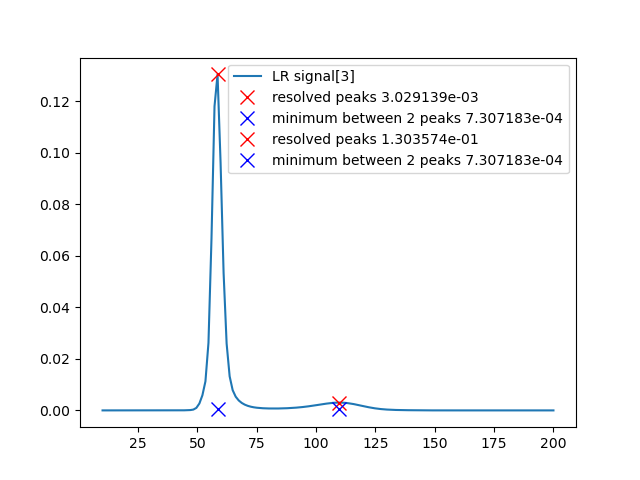 LR signal[3]
resolved peaks 3.029139e-03
minimum between 2 peaks 7.307183e-04
resolved peaks 1.303574e-01
minimum between 2 peaks 7.307183e-04
0.12
0.10
0.08
0.06
0.04
0.02
0.00
25 50 75 100 125 150 175 200